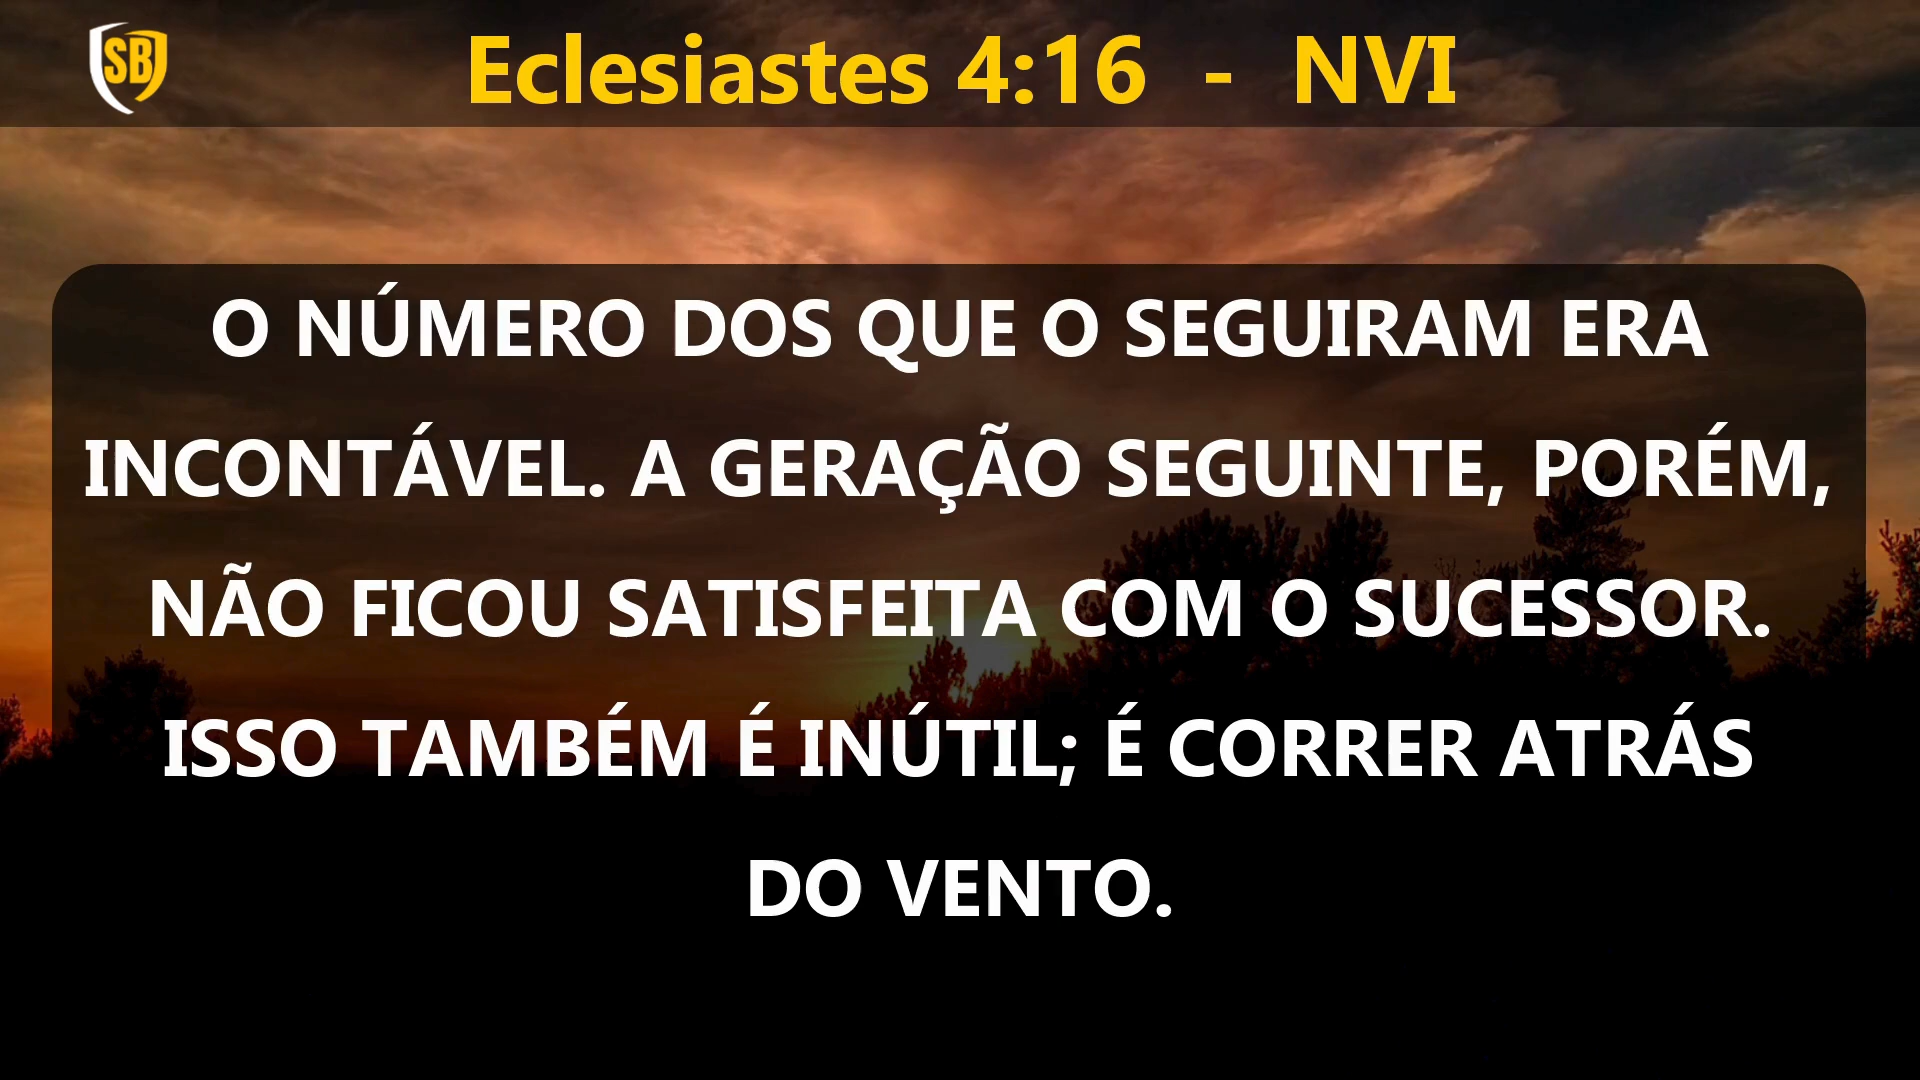 SBJ
Eclesiastes 4:16 - NVI
O NÚMERO DOS QUE O SEGUIRAM ERA
INCONTÁVEL. A GERAÇÃO SEGUINTE, PORÉM,
NÃO FICOU SATISFEITA COM O SUCESSOR.
ISSO TAMBÉM É INÚTIL; É CORRER ATRÁS
DO VENTO.